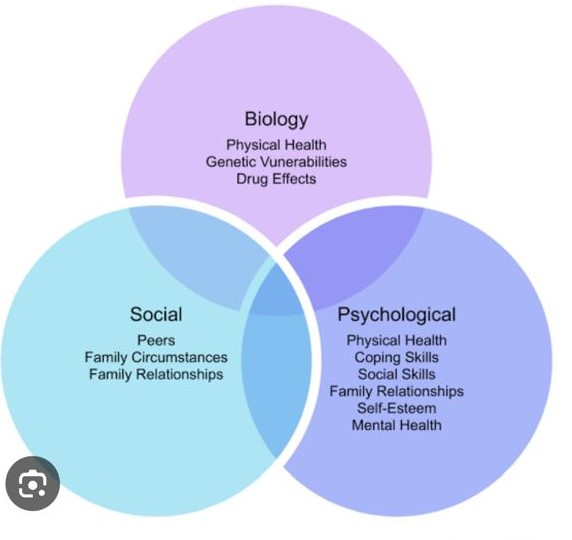 Biology
Physical Health
Genetic Vunerabilities
Drug Effects
Social
Peers
Family Circumstances
Family Relationships
Psychological
Physical Health
Coping Skills
Social Skills
Family Relationships
Self-Esteem
Mental Health